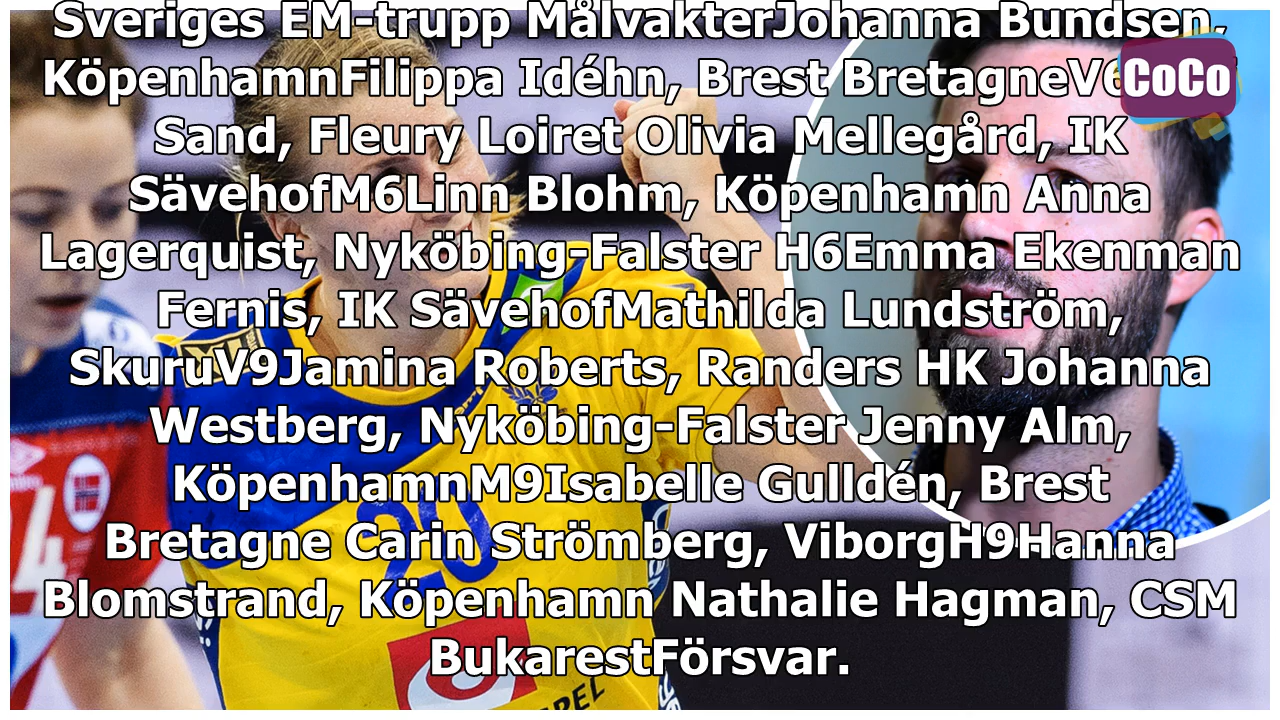 Sveriges EM-trupp MålvakterJohanna Bundsen,
KöpenhamnFilippa Idéhn, Brest BretagneV6
CoCo
Sand, Fleury Loiret Olivia Mellegård, IK
SävehofM6Linn Blohm, Köpenhamn Anna
Lagerquist, Nyköbing-Falster H6Emma Ekenman
Fernis, IK SävehofMathilda Lundström,
SkuruV9Jamina Roberts, Randers HK Johanna
Westberg, Nyköbing-Falster Jenny Alm,
KöpenhamnM9Isabelle Gulldén, Brest
Bretagne Carin Strömberg, ViborgH9Hanna
Blomstrand, Köpenhamn Nathalie Hagman, CSM
BukarestFörsvar.
20